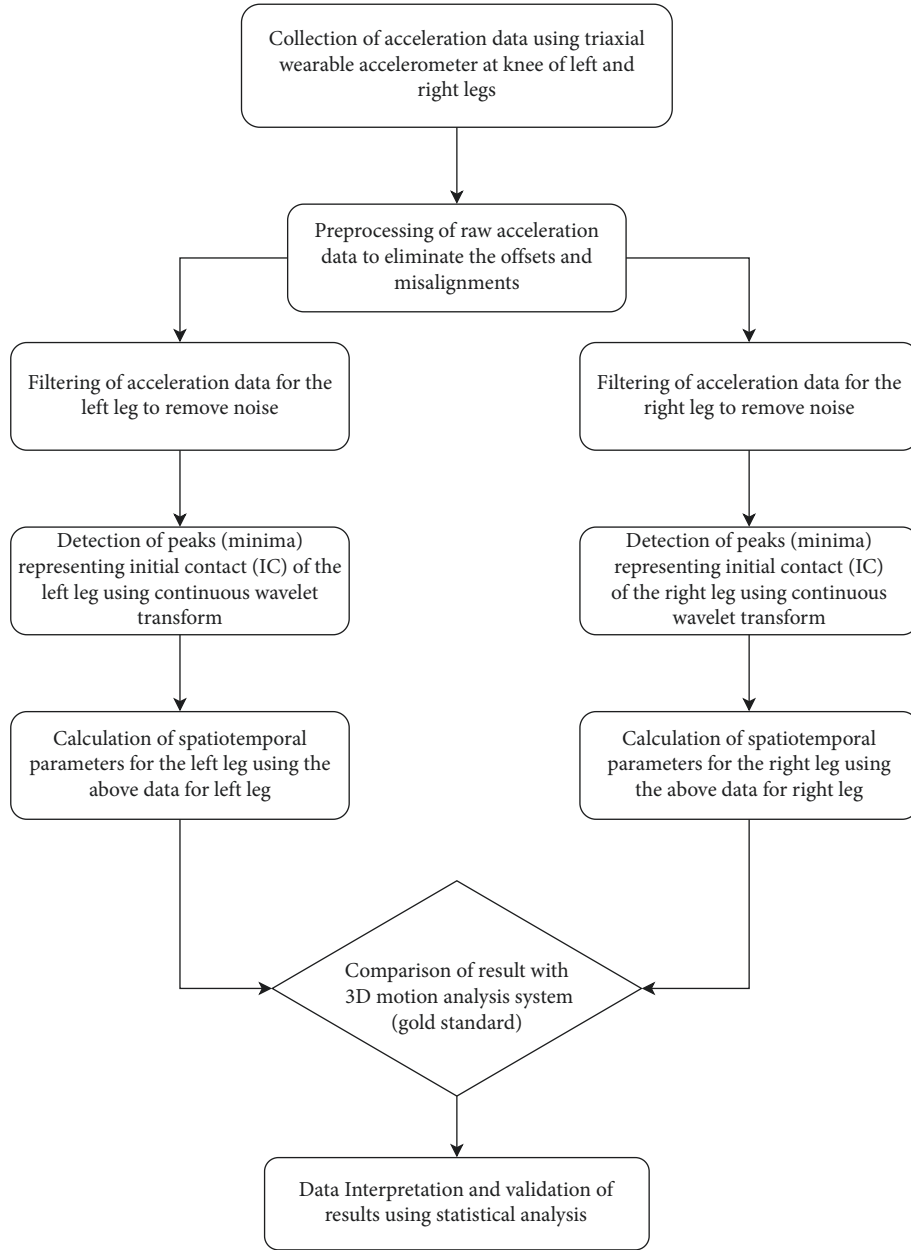 Collection of acceleration data using triaxial
wearable accelerometer at knee of left and
right legs
Preprocessing of raw acceleration
data to eliminate the offsets and
misalignments
Filtering of acceleration data for the
left leg to remove noise
Filtering of acceleration data for the
right leg to remove noise
Detection of peaks (minima)
representing initial contact (IC) of the
left leg using continuous wavelet
transform
Detection of peaks (minima)
representing initial contact (IC)
of the right leg using continuous
wavelet transform
Calculation of spatiotemporal
parameters for the left leg using the
above data for left leg
Calculation of spatiotemporal
parameters for the right leg using
the above data for right leg
Comparison of result with
3D motion analysis system
(gold standard)
Data Interpretation and validation of
results using statistical analysis